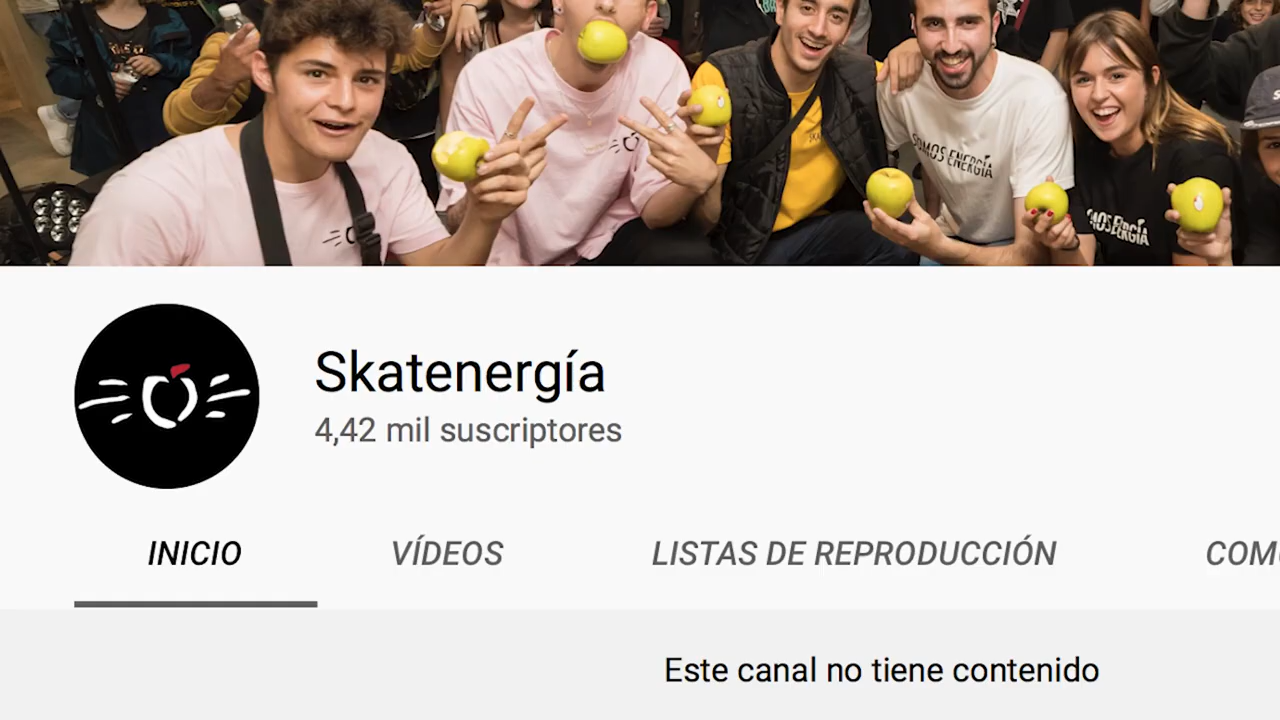 SOMOS ENERGÍA
Skatenergía
4,42 mil suscriptores
INICIO
VÍDEOS
LISTAS DE REPRODUCCIÓN
Este canal no tiene contenido